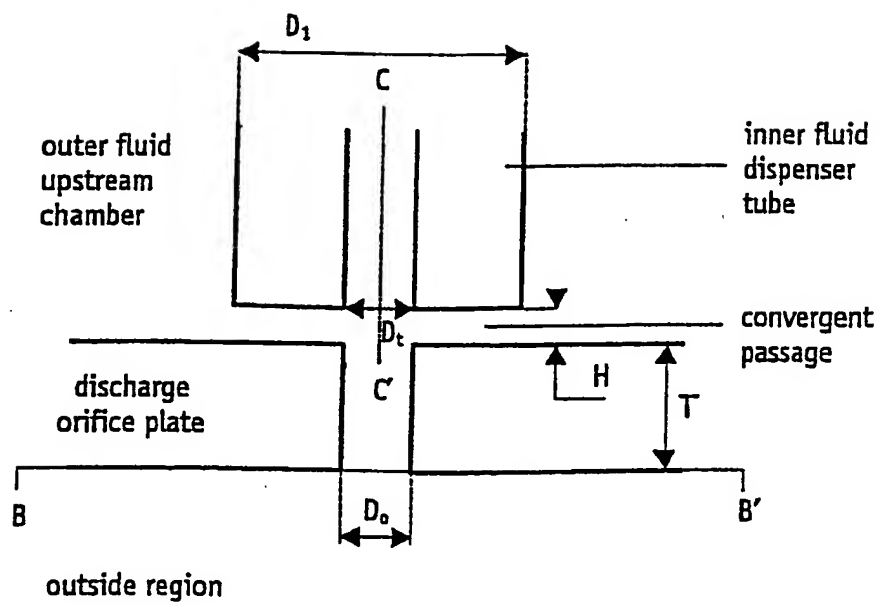 D₁
C
outer fluid
upstream
chamber
inner fluid
dispenser
tube
Dₜ
convergent
passage
C′
H
T
discharge
orifice plate
B
Dₒ
B′
outside region